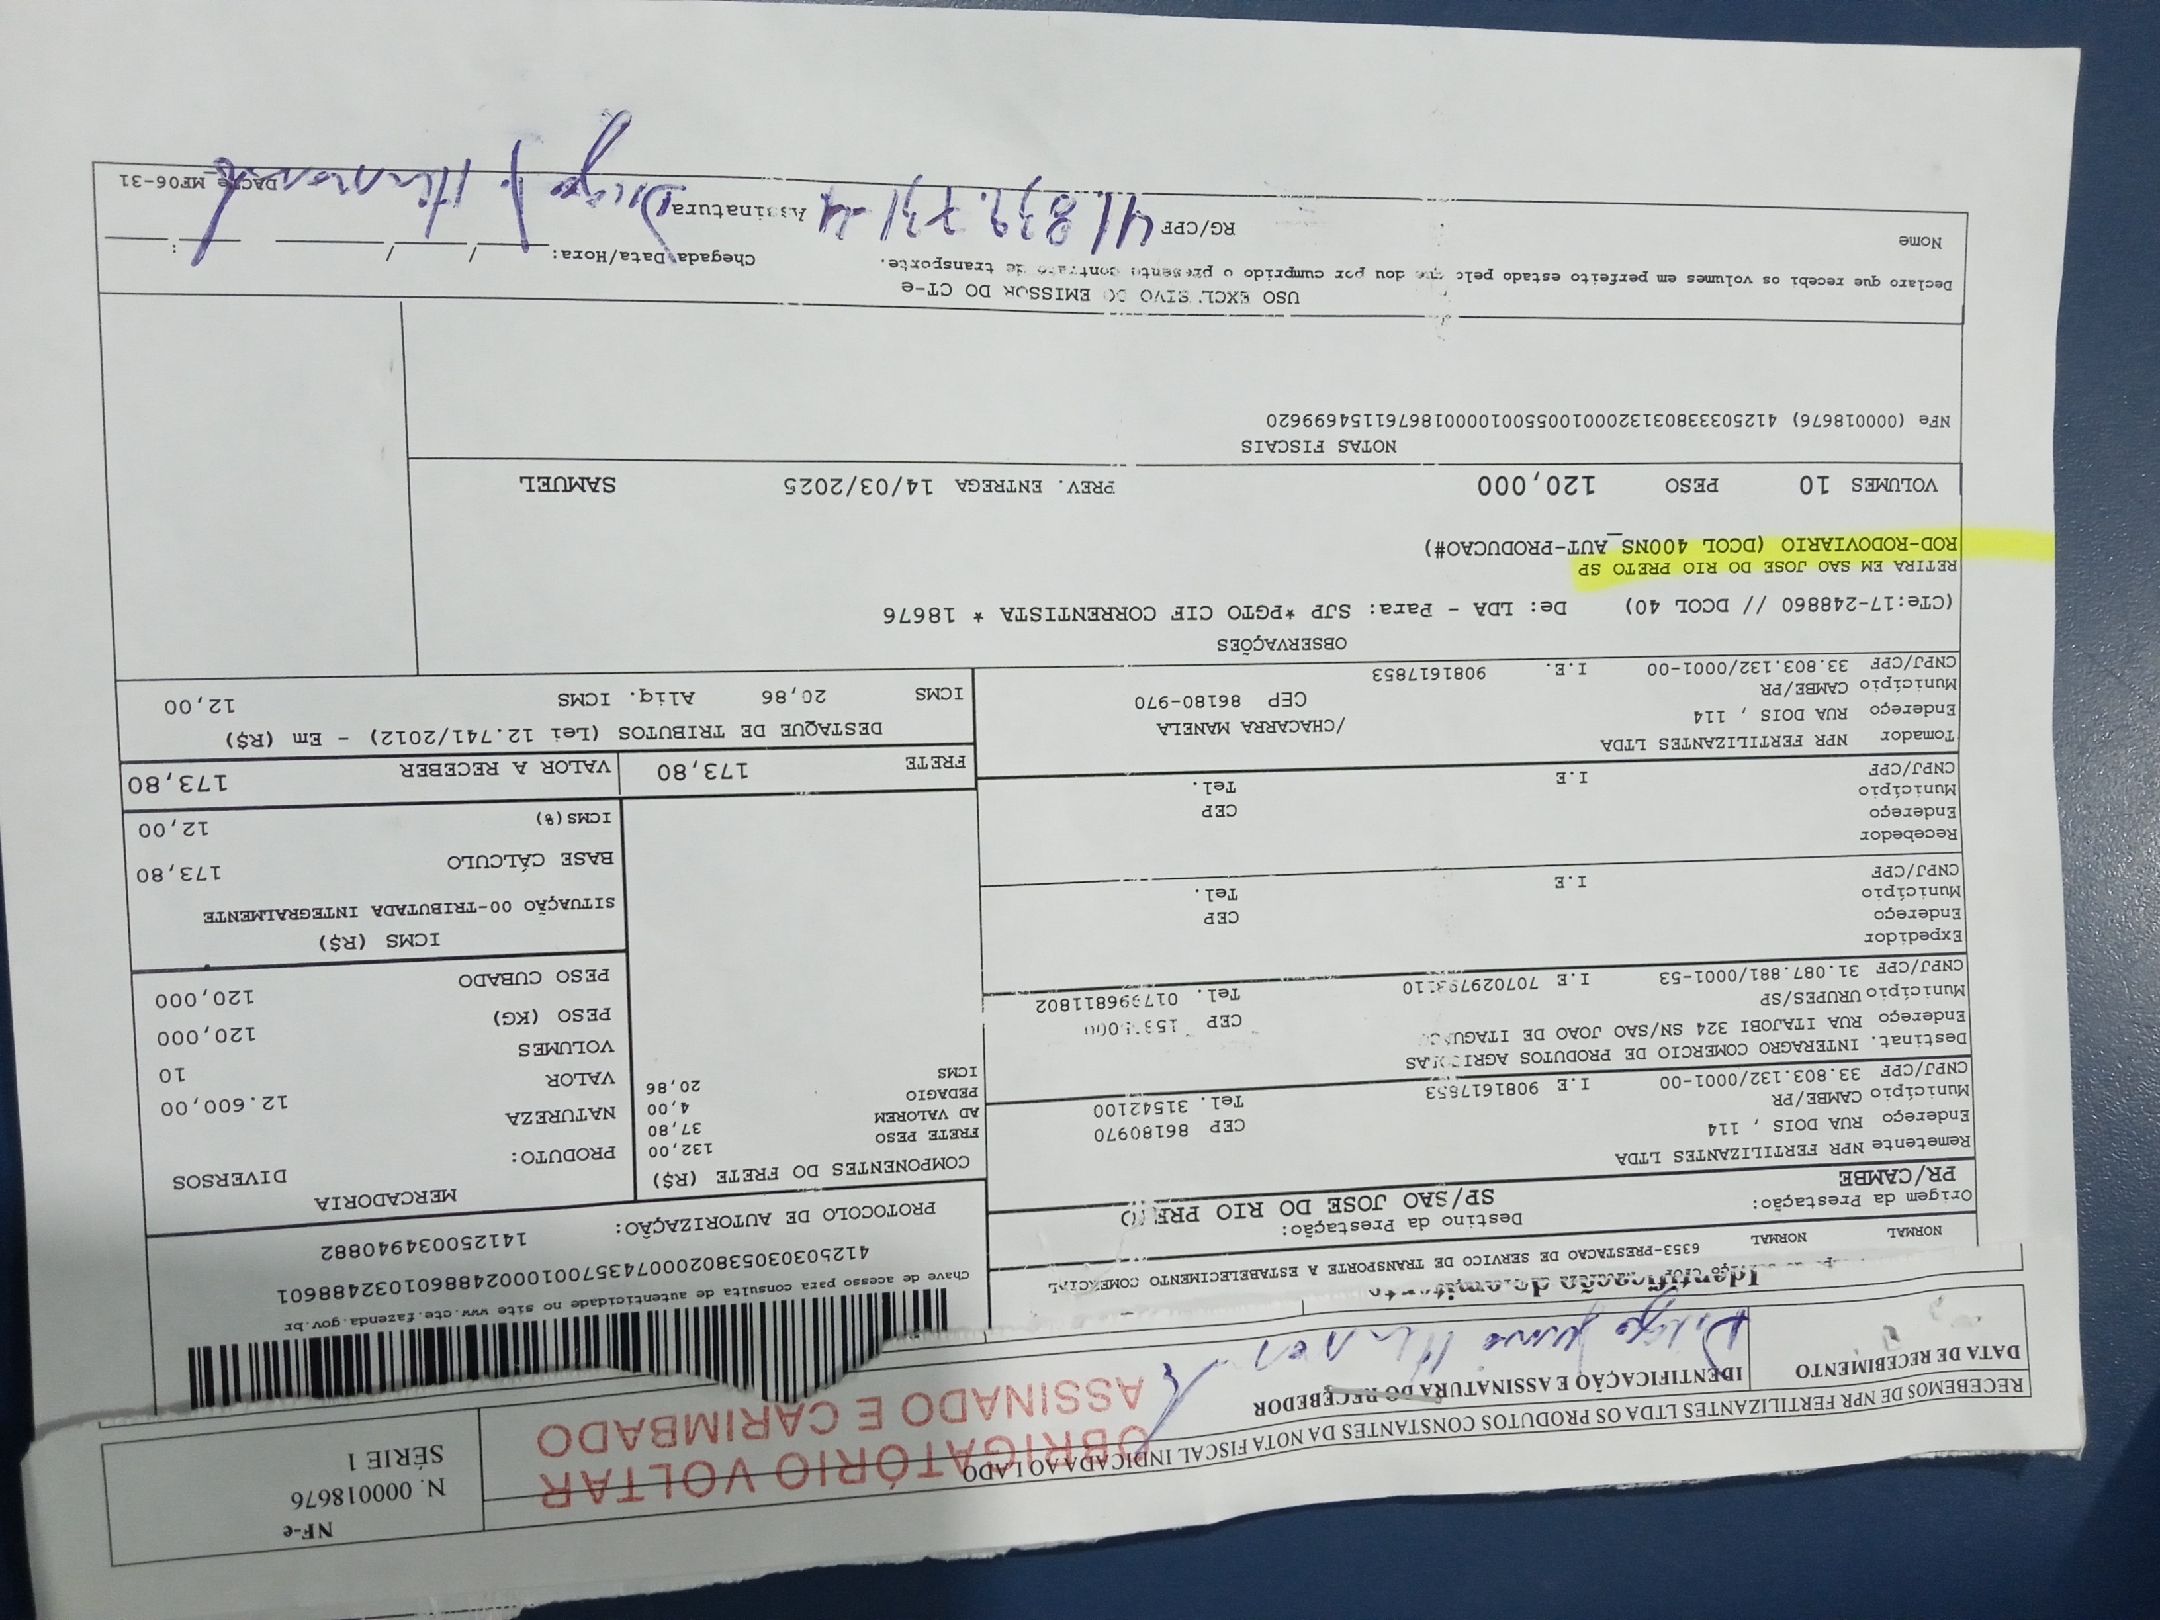 NF-e
N. 000018676
SÉRIE 1
RECEBEMOS DE NPR FERTILIZANTES LTDA OS PRODUTOS CONSTANTES DA NOTA FISCAL INDICADA AO LADO
OBRIGATÓRIO VOLTAR
ASSINADO E CARIMBADO
DATA DE RECEBIMENTO
IDENTIFICAÇÃO E ASSINATURA DO RECEBEDOR
chave de acesso para consulta de autenticidade no site www.cte.fazenda.gov.br
PROTOCOLO DE AUTORIZAÇÃO:
141250034940882
NORMAL NORMAL 6353-PRESTACAO DE SERVICO DE TRANSPORTE A ESTABELECIMENTO COMERCIAL
Origem da Prestação:
PR/CAMBE
Destino da Prestação:
SP/SAO JOSE DO RIO PRETO
Remetente NPR FERTILIZANTES LTDA
Endereço RUA DOIS , 114
CEP 86180970
Município CAMBE/PR
Tel. 31542100
CNPJ/CPF 33.803.132/0001-00 I.E 9081617853
Destinat. INTERAGRO COMERCIO DE PRODUTOS AGRICOLAS
Endereço RUA ITAJOBI 324 SN/SAO JOAO DE
CEP
Município URUPES/SP
Tel. 017996811802
CNPJ/CPF 31.087.881/0001-53 I.E
Expedidor
Endereço
CEP
Município
Tel.
CNPJ/CPF
I.E
Recebedor
Endereço
CEP
Município
Tel.
CNPJ/CPF
I.E
Tomador NPR FERTILIZANTES LTDA
Endereço RUA DOIS , 114 /CHACARRA MANELA
Município CAMBE/PR CEP 86180-970
CNPJ/CPF 33.803.132/0001-00 I.E. 9081617853
COMPONENTES DO FRETE (R$)
FRETE PESO 132,00
AD VALOREM 37,80
PEDAGIO 4,00
ICMS 20,86
FRETE 173,80
MERCADORIA
PRODUTO: DIVERSOS
NATUREZA
VALOR 12.600,00
VOLUMES 10
PESO (KG) 120,000
PESO CUBADO 120,000
ICMS (R$)
SITUAÇÃO 00-TRIBUTADA INTEGRALMENTE
BASE CÁLCULO 173,80
ICMS(%) 12,00
VALOR A RECEBER 173,80
DESTAQUE DE TRIBUTOS (Lei 12.741/2012) - Em (R$)
ICMS 20,86 Aliq. ICMS 12,00
OBSERVAÇÕES
(CTe:17-248860 // DCOL 40) De: LDA - Para: SJP *PGTO CIF CORRENTISTA * 18676
RETIRA EM SAO JOSE DO RIO PRETO SP
ROD-RODOVIARIO (DCOL 400NS_AUT-PRODUCAO#)
VOLUMES 10 PESO 120,000 PREV. ENTREGA 14/03/2025 SAMUEL
NOTAS FISCAIS
NFe (000018676) 412503338031320001005500100001867611154699620
USO EXCLUSIVO DO EMISSOR DO CT-e
Declaro que recebi os volumes em perfeito estado pelo que dou por cumprido o presente contrato de transporte.
Chegada Data/Hora: / / :
Nome
RG/CPF
Assinatura
DACTE MF06-31